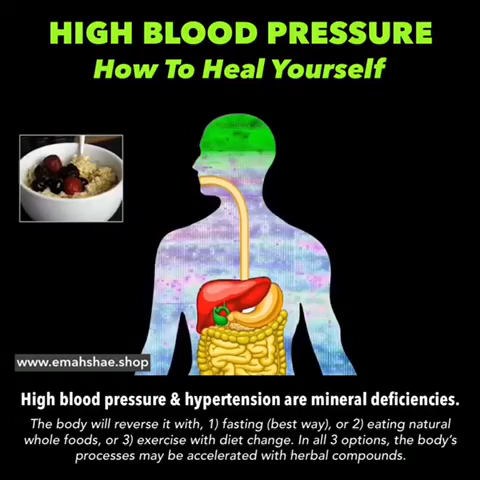 HIGH BLOOD PRESSURE
How To Heal Yourself
www.emahshae.shop
High blood pressure & hypertension are mineral deficiencies.
The body will reverse it with, 1) fasting (best way), or 2) eating natural
whole foods, or 3) exercise with diet change. In all 3 options, the body's
processes may be accelerated with herbal compounds.